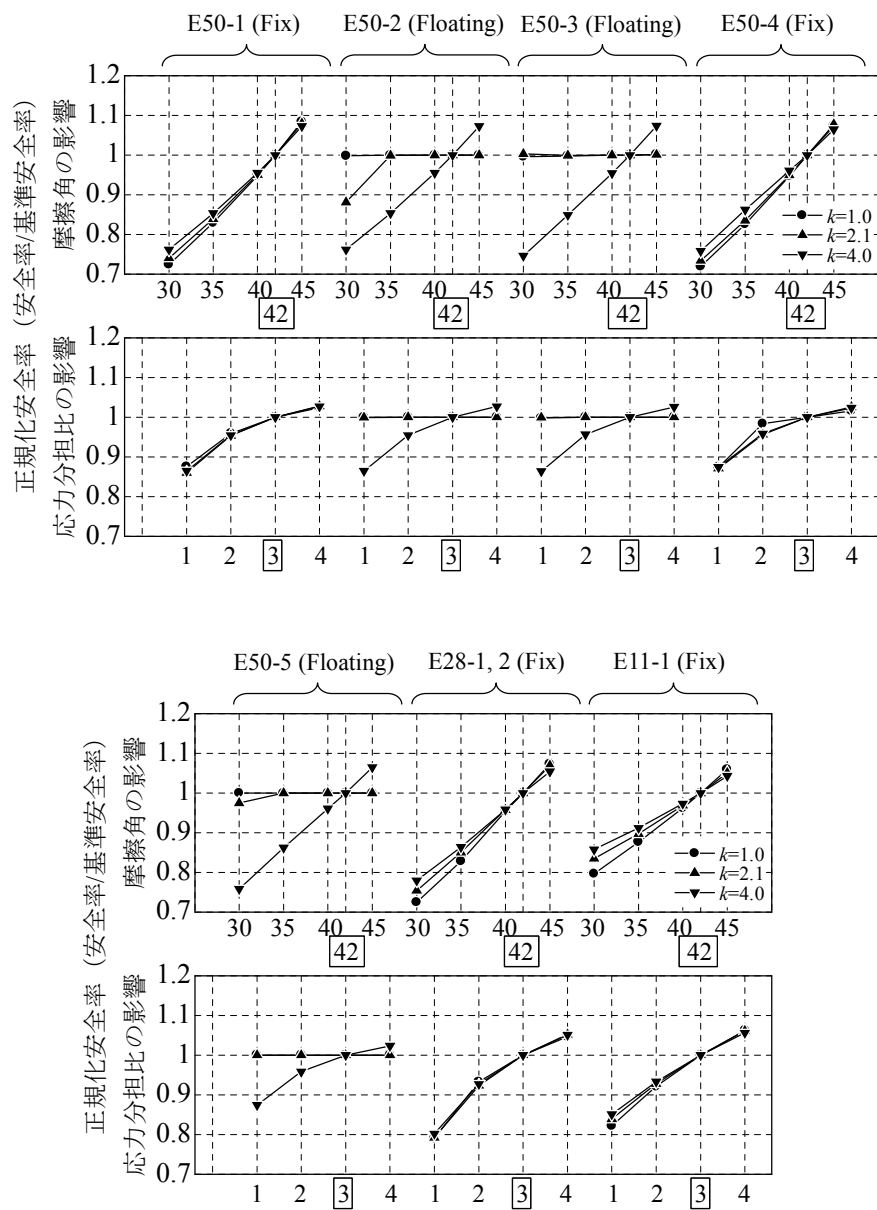 E50-1 (Fix) E50-2 (Floating) E50-3 (Floating) E50-4 (Fix)
正規化安全率 (安全率/基準安全率)
摩擦角の影響
1.2
1.1
1
0.9
0.8
0.7
k=1.0
k=2.1
k=4.0
30 35 40 45 30 35 40 45 30 35 40 45 30 35 40 45
42 42 42 42
応力分担比の影響
1.2
1.1
1
0.9
0.8
0.7
1 2 3 4 1 2 3 4 1 2 3 4 1 2 3 4
E50-5 (Floating) E28-1, 2 (Fix) E11-1 (Fix)
正規化安全率 (安全率/基準安全率)
摩擦角の影響
1.2
1.1
1
0.9
0.8
0.7
k=1.0
k=2.1
k=4.0
30 35 40 45 30 35 40 45 30 35 40 45
42 42 42
応力分担比の影響
1.2
1.1
1
0.9
0.8
0.7
1 2 3 4 1 2 3 4 1 2 3 4